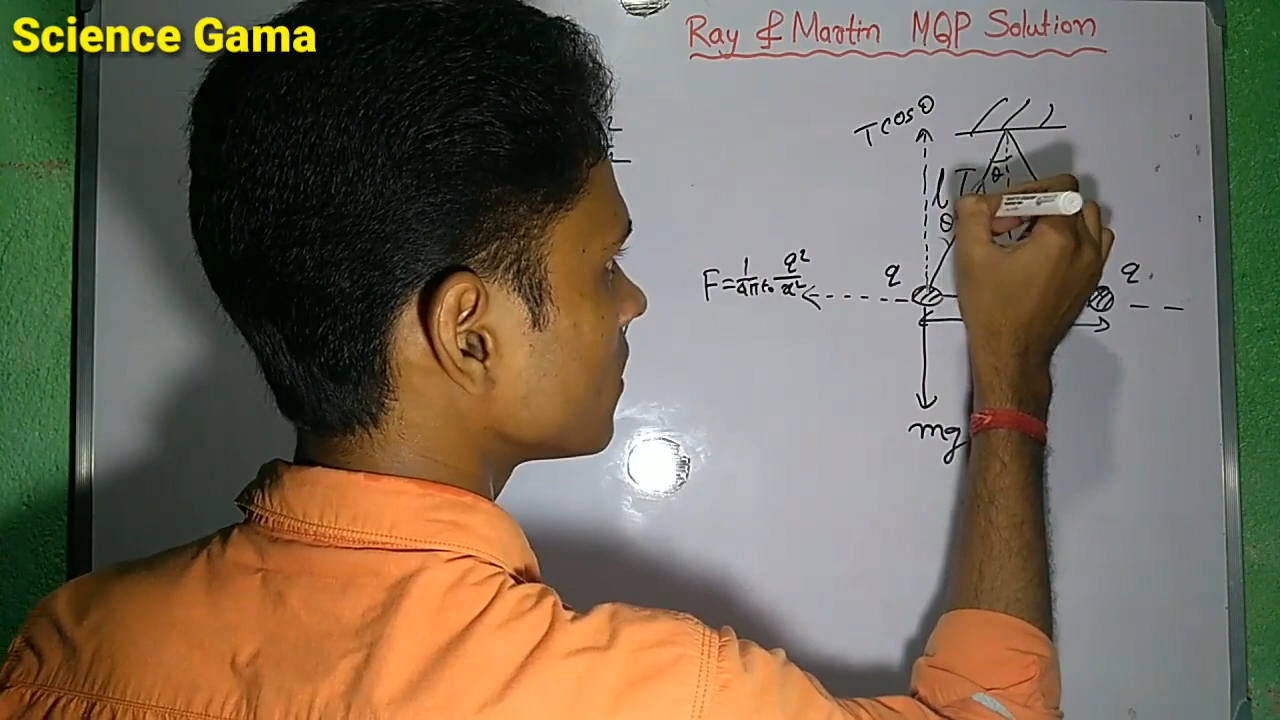 Science Gama
Ray & Martin MQP Solution
T cos θ
θ
l T
θ
F = 1/4πε₀ q²/x²
q
q
mg